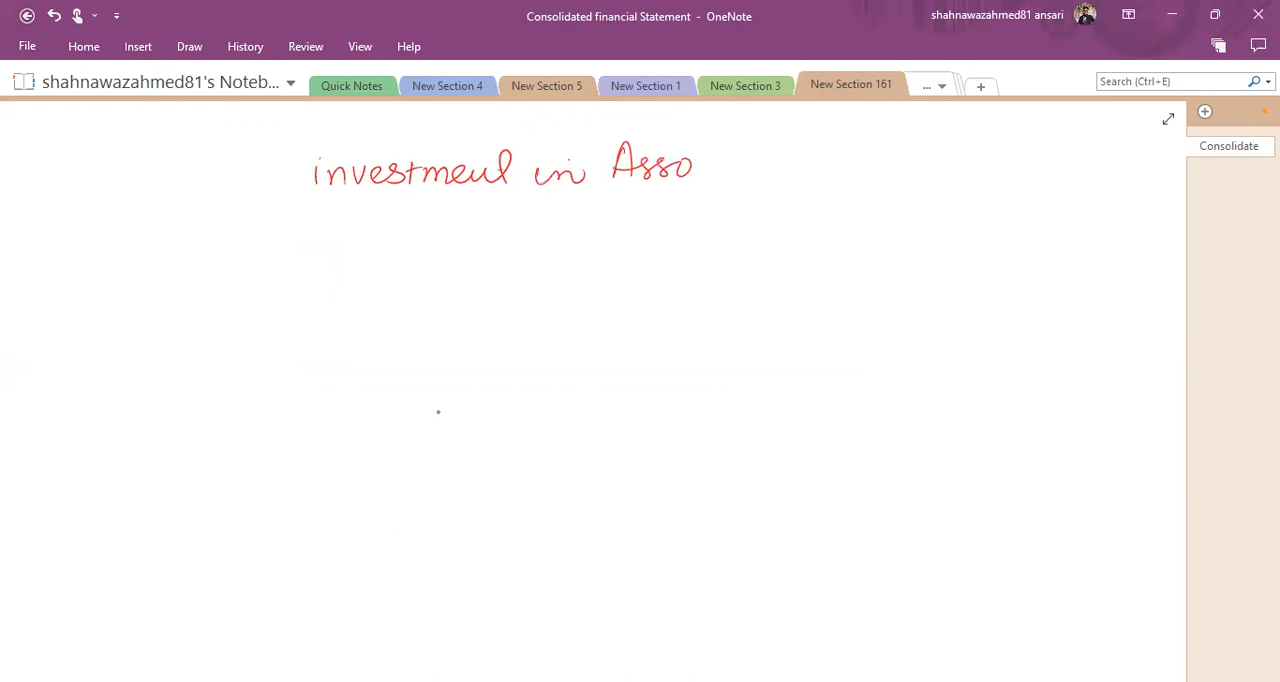 Consolidated financial Statement - OneNote
shahnawazahmed81 ansari
File Home Insert Draw History Review View Help
shahnawazahmed81's Noteb... Quick Notes New Section 4 New Section 5 New Section 1 New Section 3 New Section 161 ... + Search (Ctrl+E)
Consolidate
investment in Asso